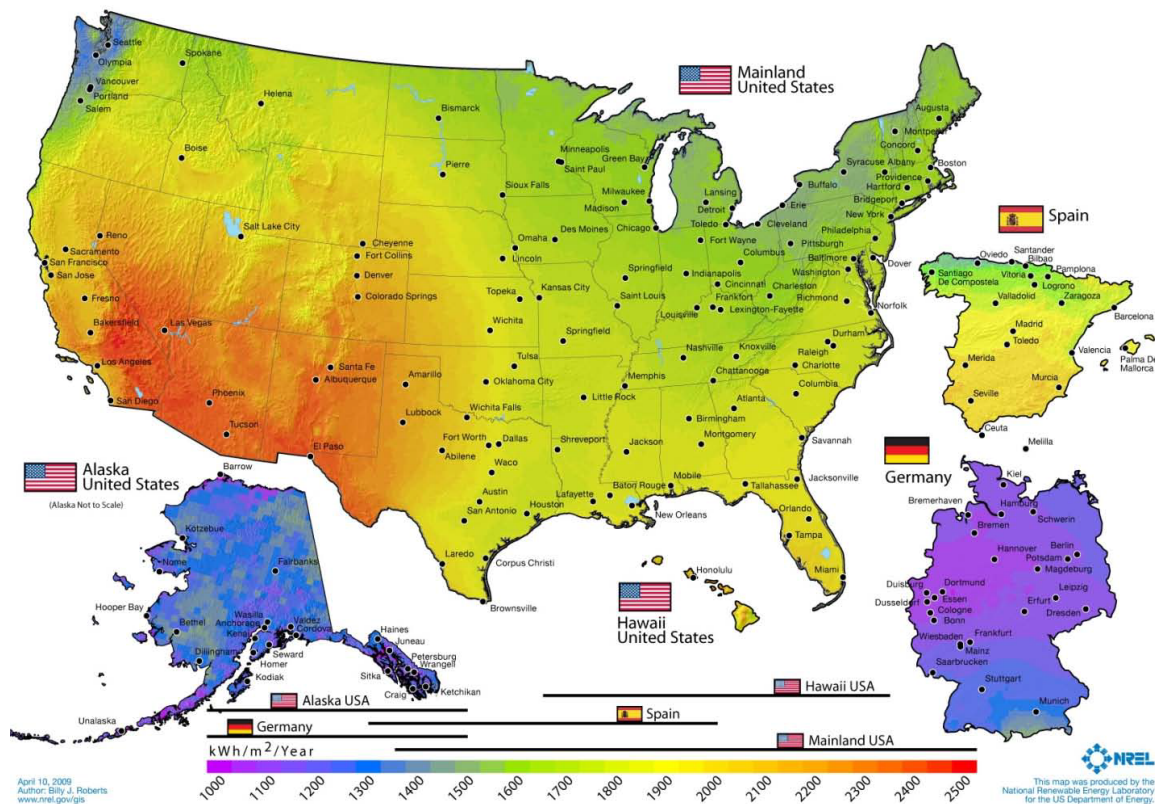 Mainland
United States
Seattle
Olympia
Vancouver
Portland
Salem
Spokane
Helena
Boise
Bismarck
Pierre
Minneapolis
Saint Paul
Green Bay
Sioux Falls
Milwaukee
Madison
Lansing
Detroit
Augusta
Montpelier
Concord
Syracuse
Albany
Boston
Providence
Hartford
Bridgeport
New York
Buffalo
Erie
Cleveland
Toledo
Chicago
Fort Wayne
Philadelphia
Pittsburgh
Reno
Sacramento
San Francisco
San Jose
Fresno
Bakersfield
Las Vegas
Los Angeles
San Diego
Salt Lake City
Cheyenne
Fort Collins
Denver
Colorado Springs
Omaha
Des Moines
Lincoln
Topeka
Kansas City
Springfield
Saint Louis
Indianapolis
Columbus
Cincinnati
Charleston
Frankfort
Louisville
Lexington-Fayette
Baltimore
Washington
Dover
Richmond
Norfolk
Wichita
Springfield
Tulsa
Durham
Raleigh
Nashville
Knoxville
Charlotte
Chattanooga
Columbia
Santa Fe
Albuquerque
Amarillo
Oklahoma City
Memphis
Little Rock
Phoenix
Tucson
El Paso
Lubbock
Wichita Falls
Atlanta
Birmingham
Fort Worth
Dallas
Abilene
Shreveport
Jackson
Montgomery
Savannah
Waco
Mobile
Jacksonville
Austin
San Antonio
Houston
Lafayette
Baton Rouge
Tallahassee
New Orleans
Orlando
Tampa
Miami
Laredo
Corpus Christi
Brownsville
Spain
Oviedo
Santander
Bilbao
Santiago
De Compostela
Vitoria
Pamplona
Logrono
Valladolid
Zaragoza
Barcelona
Madrid
Toledo
Valencia
Palma De
Mallorca
Merida
Murcia
Seville
Ceuta
Melilla
Alaska
United States
(Alaska Not to Scale)
Barrow
Kotzebue
Nome
Fairbanks
Hooper Bay
Bethel
Wasilla
Anchorage
Kenai
Valdez
Cordova
Dillingham
Seward
Homer
Kodiak
Unalaska
Haines
Juneau
Petersburg
Wrangell
Sitka
Craig
Ketchikan
Honolulu
Hawaii
United States
Germany
Kiel
Bremerhaven
Hamburg
Bremen
Schwerin
Hannover
Berlin
Potsdam
Magdeburg
Duisburg
Dortmund
Essen
Dusseldorf
Cologne
Bonn
Leipzig
Erfurt
Dresden
Wiesbaden
Frankfurt
Mainz
Saarbrucken
Stuttgart
Munich
Hawaii USA
Alaska USA
Spain
Germany
Mainland USA
kWh/m2/Year
1000 1100 1200 1300 1400 1500 1600 1700 1800 1900 2000 2100 2200 2300 2400 2500
April 10, 2009
Author: Billy J. Roberts
www.nrel.gov/gis
NREL
This map was produced by the
National Renewable Energy Laboratory
for the US Department of Energy.